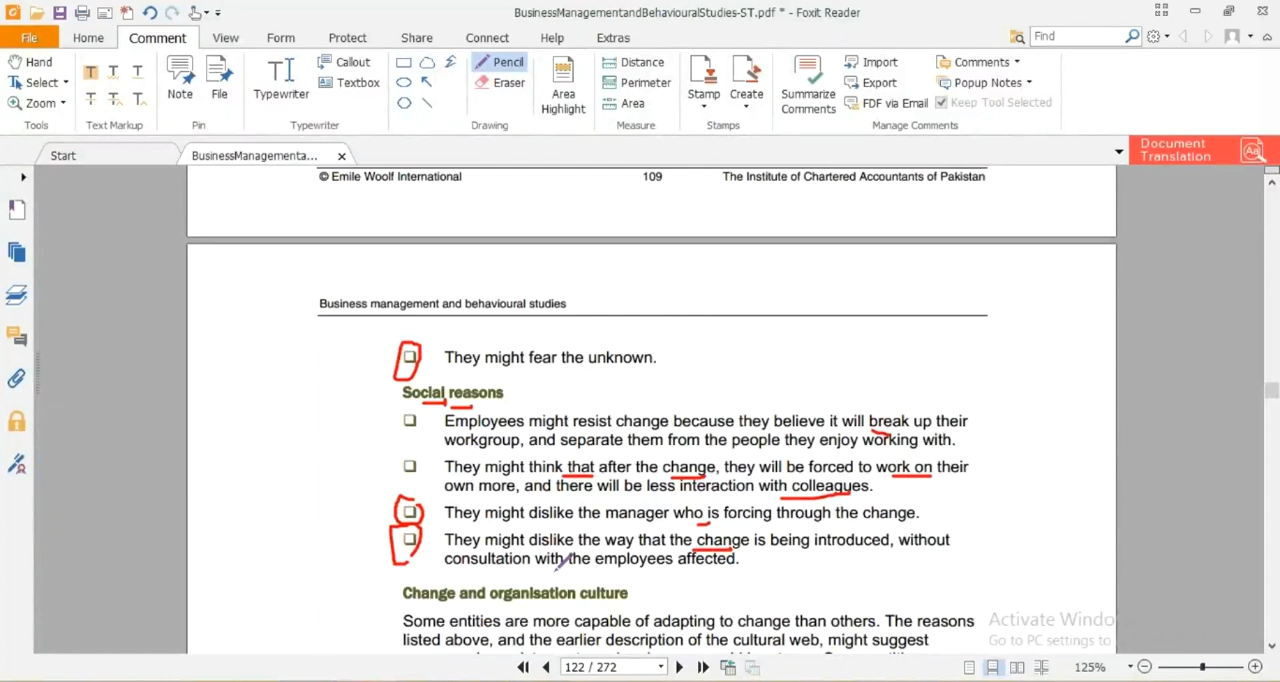 BusinessManagementandBehaviouralStudies-ST.pdf * - Foxit Reader
File Home Comment View Form Protect Share Connect Help Extras Find
Hand
Select
Zoom
Tools
Text Markup
Note
File
Pin
Typewriter
Callout
Textbox
Typewriter
Pencil
Eraser
Drawing
Area
Highlight
Distance
Perimeter
Area
Measure
Stamp
Create
Stamps
Summarize
Comments
Import
Export
FDF via Email
Comments
Popup Notes
Keep Tool Selected
Manage Comments
Start
BusinessManagementa...
Document
Translation
© Emile Woolf International 109 The Institute of Chartered Accountants of Pakistan
Business management and behavioural studies
They might fear the unknown.
Social reasons
Employees might resist change because they believe it will break up their
workgroup, and separate them from the people they enjoy working with.
They might think that after the change, they will be forced to work on their
own more, and there will be less interaction with colleagues.
They might dislike the manager who is forcing through the change.
They might dislike the way that the change is being introduced, without
consultation with the employees affected.
Change and organisation culture
Some entities are more capable of adapting to change than others. The reasons
listed above, and the earlier description of the cultural web, might suggest
Activate Windo
Go to PC settings to
122 / 272
125%